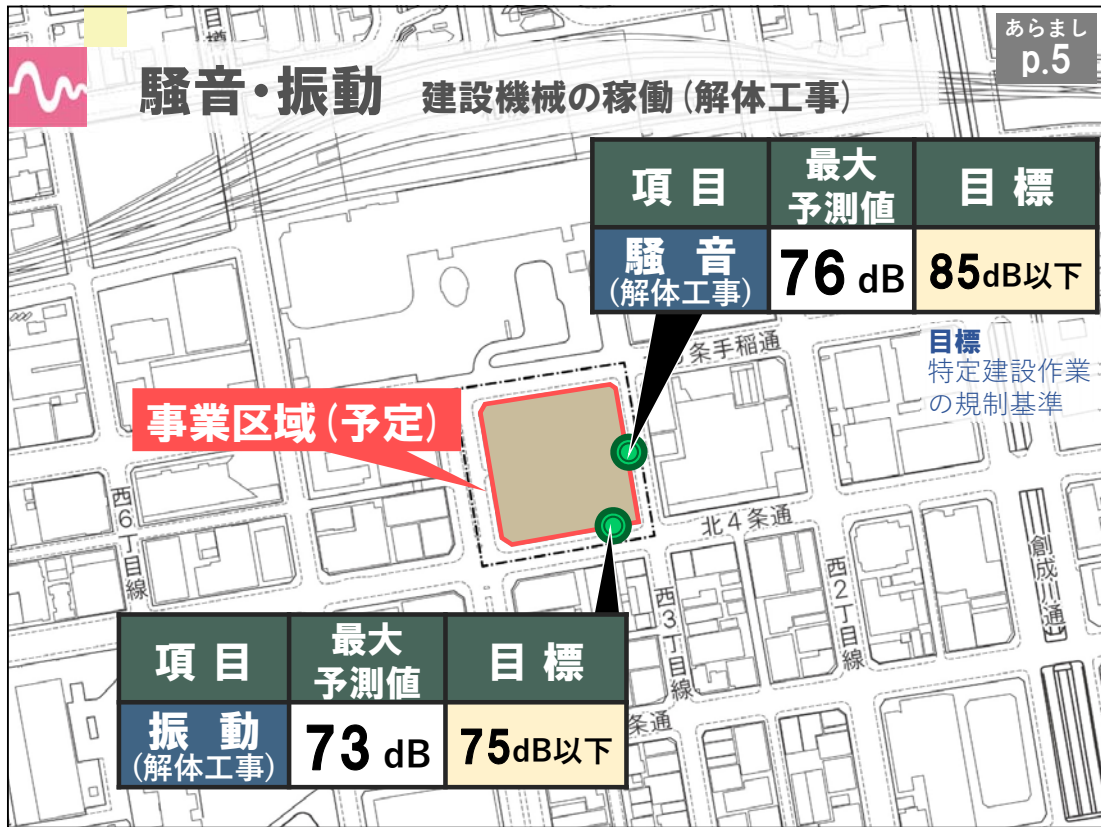 あらまし
p.5
騒音・振動 建設機械の稼働(解体工事)
項目 最大予測値 目標
騒音(解体工事) 76 dB 85dB以下
目標
特定建設作業
の規制基準
条手稲通
事業区域(予定)
北4条通
西6丁目線
西3丁目線
西2丁目線
創成川通
条通
項目 最大予測値 目標
振動(解体工事) 73 dB 75dB以下